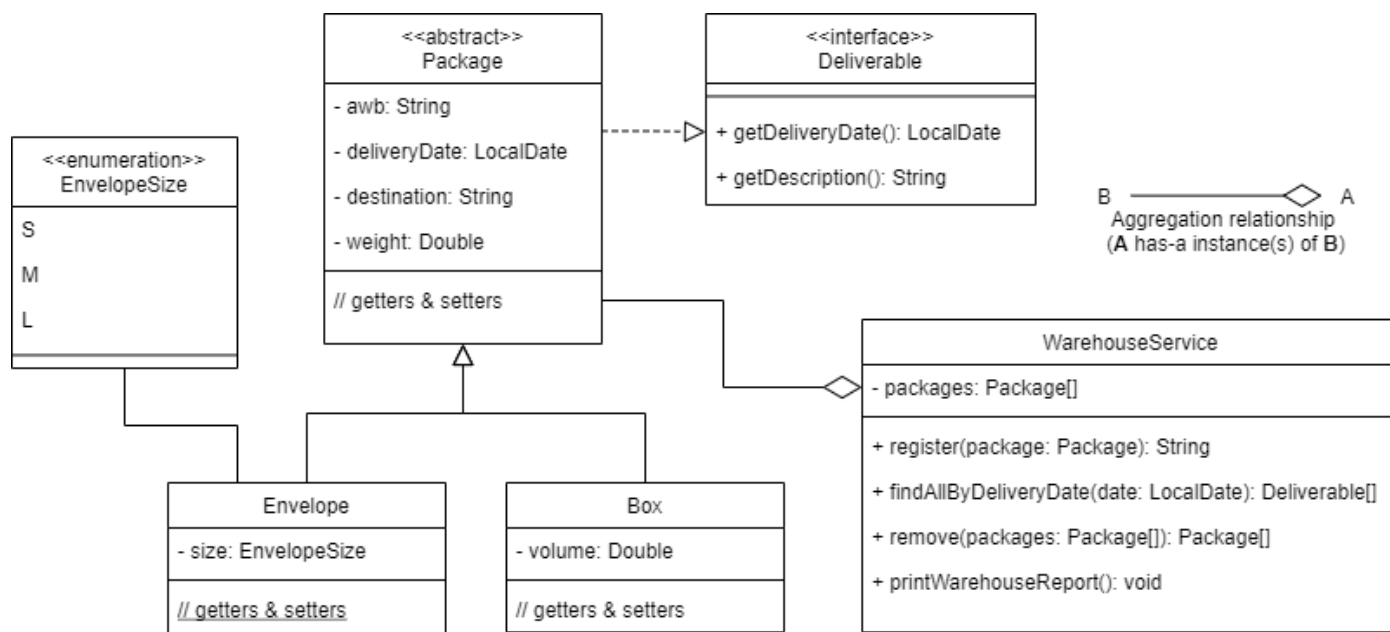 <<abstract>>
Package
- awb: String
- deliveryDate: LocalDate
- destination: String
- weight: Double
// getters & setters
<<interface>>
Deliverable
+ getDeliveryDate(): LocalDate
+ getDescription(): String
<<enumeration>>
EnvelopeSize
S
M
L
B
A
Aggregation relationship
(A has-a instance(s) of B)
WarehouseService
- packages: Package[]
+ register(package: Package): String
+ findAllByDeliveryDate(date: LocalDate): Deliverable[]
+ remove(packages: Package[]): Package[]
+ printWarehouseReport(): void
Envelope
- size: EnvelopeSize
// getters & setters
Box
- volume: Double
// getters & setters